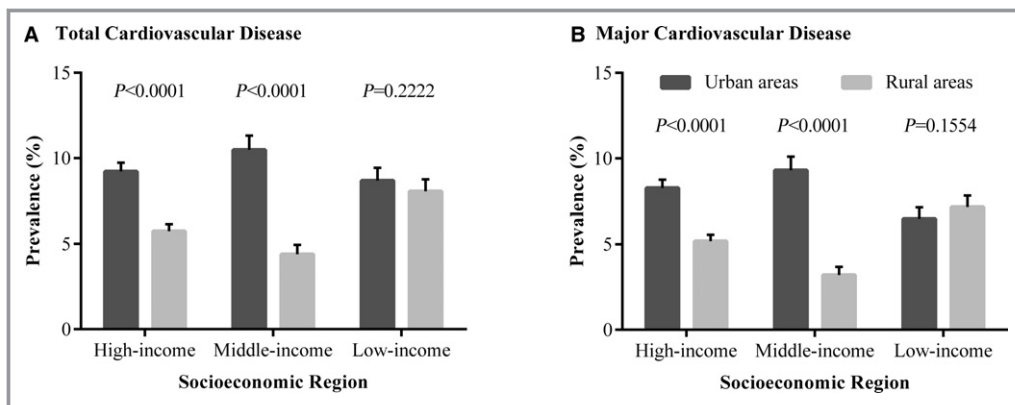 A Total Cardiovascular Disease
15
10
5
0
Prevalence (%)
P<0.0001 P<0.0001 P=0.2222
High-income Middle-income Low-income
Socioeconomic Region
B Major Cardiovascular Disease
15
10
5
0
Prevalence (%)
Urban areas Rural areas
P<0.0001 P<0.0001 P=0.1554
High-income Middle-income Low-income
Socioeconomic Region